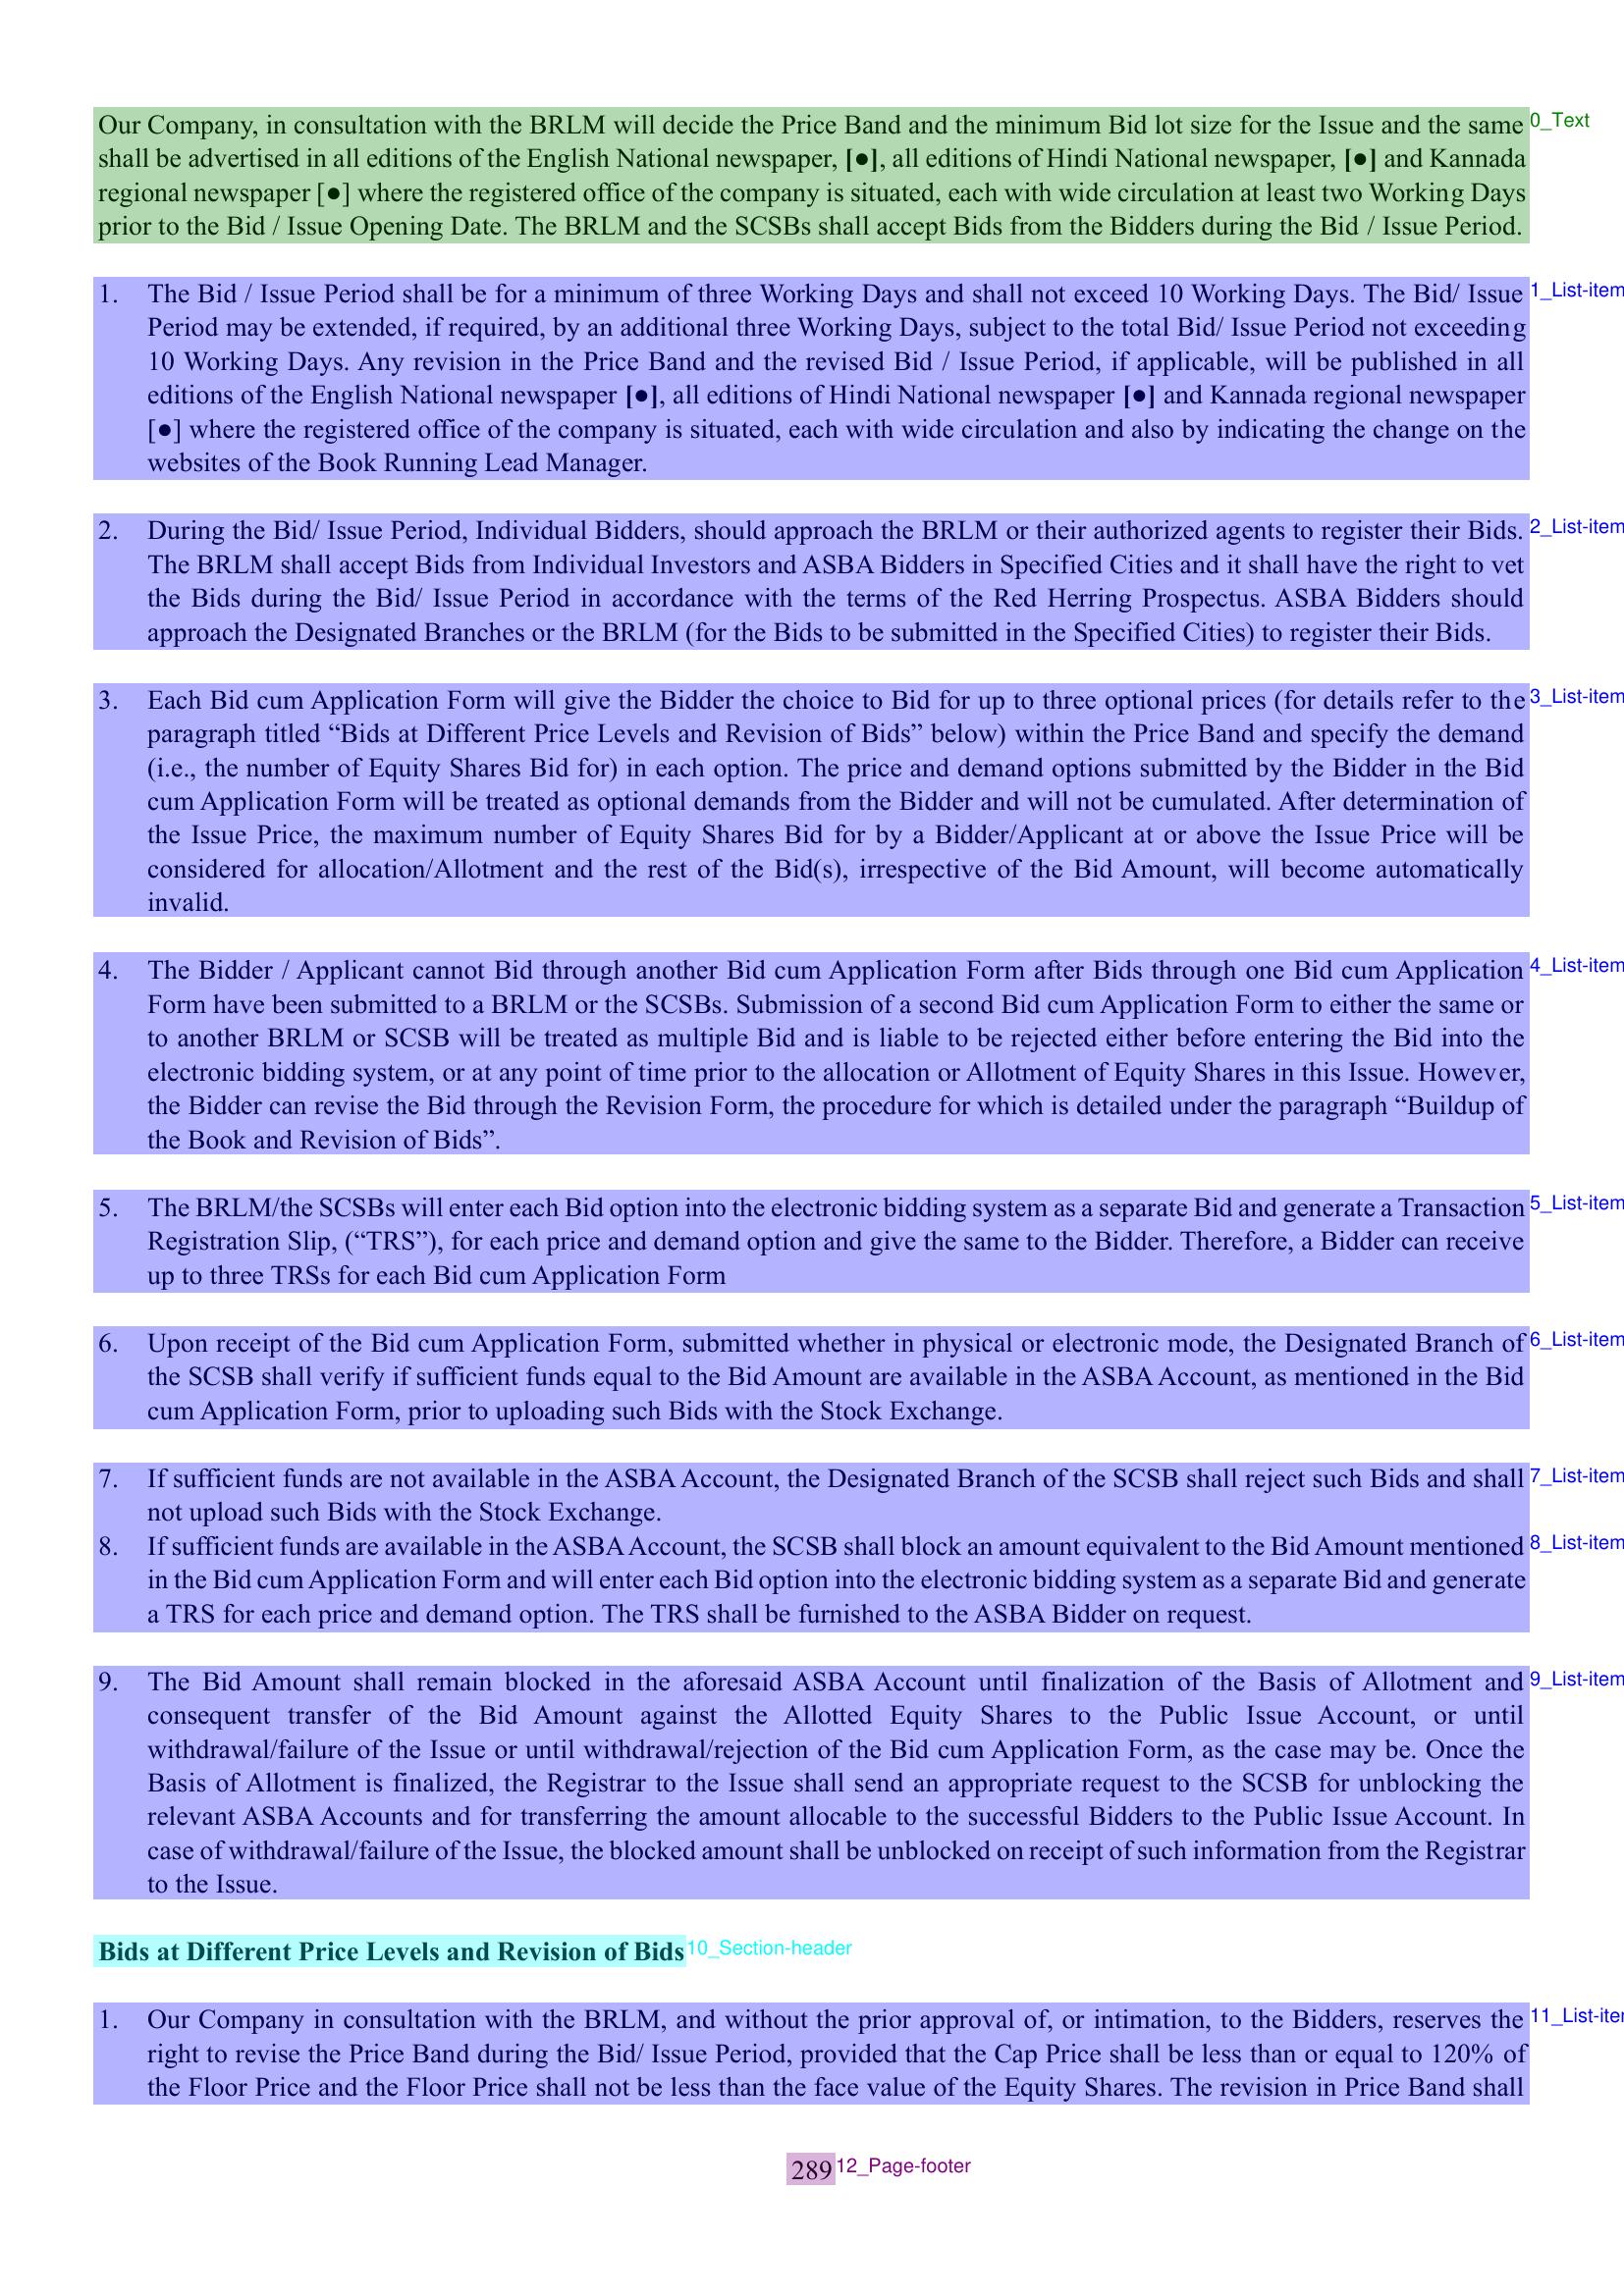 Our Company, in consultation with the BRLM will decide the Price Band and the minimum Bid lot size for the Issue and the same
0_Text
shall be advertised in all editions of the English National newspaper, [●], all editions of Hindi National newspaper, [●] and Kannada
regional newspaper [●] where the registered office of the company is situated, each with wide circulation at least two Working Days
prior to the Bid / Issue Opening Date. The BRLM and the SCSBs shall accept Bids from the Bidders during the Bid / Issue Period.
1. The Bid / Issue Period shall be for a minimum of three Working Days and shall not exceed 10 Working Days. The Bid/ Issue
1_List-item
Period may be extended, if required, by an additional three Working Days, subject to the total Bid/ Issue Period not exceeding
10 Working Days. Any revision in the Price Band and the revised Bid / Issue Period, if applicable, will be published in all
editions of the English National newspaper [●], all editions of Hindi National newspaper [●] and Kannada regional newspaper
[●] where the registered office of the company is situated, each with wide circulation and also by indicating the change on the
websites of the Book Running Lead Manager.
2. During the Bid/ Issue Period, Individual Bidders, should approach the BRLM or their authorized agents to register their Bids.
2_List-item
The BRLM shall accept Bids from Individual Investors and ASBA Bidders in Specified Cities and it shall have the right to vet
the Bids during the Bid/ Issue Period in accordance with the terms of the Red Herring Prospectus. ASBA Bidders should
approach the Designated Branches or the BRLM (for the Bids to be submitted in the Specified Cities) to register their Bids.
3. Each Bid cum Application Form will give the Bidder the choice to Bid for up to three optional prices (for details refer to the
3_List-item
paragraph titled “Bids at Different Price Levels and Revision of Bids” below) within the Price Band and specify the demand
(i.e., the number of Equity Shares Bid for) in each option. The price and demand options submitted by the Bidder in the Bid
cum Application Form will be treated as optional demands from the Bidder and will not be cumulated. After determination of
the Issue Price, the maximum number of Equity Shares Bid for by a Bidder/Applicant at or above the Issue Price will be
considered for allocation/Allotment and the rest of the Bid(s), irrespective of the Bid Amount, will become automatically
invalid.
4. The Bidder / Applicant cannot Bid through another Bid cum Application Form after Bids through one Bid cum Application
4_List-item
Form have been submitted to a BRLM or the SCSBs. Submission of a second Bid cum Application Form to either the same or
to another BRLM or SCSB will be treated as multiple Bid and is liable to be rejected either before entering the Bid into the
electronic bidding system, or at any point of time prior to the allocation or Allotment of Equity Shares in this Issue. However,
the Bidder can revise the Bid through the Revision Form, the procedure for which is detailed under the paragraph “Buildup of
the Book and Revision of Bids”.
5. The BRLM/the SCSBs will enter each Bid option into the electronic bidding system as a separate Bid and generate a Transaction
5_List-item
Registration Slip, (“TRS”), for each price and demand option and give the same to the Bidder. Therefore, a Bidder can receive
up to three TRSs for each Bid cum Application Form
6. Upon receipt of the Bid cum Application Form, submitted whether in physical or electronic mode, the Designated Branch of
6_List-item
the SCSB shall verify if sufficient funds equal to the Bid Amount are available in the ASBA Account, as mentioned in the Bid
cum Application Form, prior to uploading such Bids with the Stock Exchange.
7. If sufficient funds are not available in the ASBA Account, the Designated Branch of the SCSB shall reject such Bids and shall
7_List-item
not upload such Bids with the Stock Exchange.
8. If sufficient funds are available in the ASBA Account, the SCSB shall block an amount equivalent to the Bid Amount mentioned
8_List-item
in the Bid cum Application Form and will enter each Bid option into the electronic bidding system as a separate Bid and generate
a TRS for each price and demand option. The TRS shall be furnished to the ASBA Bidder on request.
9. The Bid Amount shall remain blocked in the aforesaid ASBA Account until finalization of the Basis of Allotment and
9_List-item
consequent transfer of the Bid Amount against the Allotted Equity Shares to the Public Issue Account, or until
withdrawal/failure of the Issue or until withdrawal/rejection of the Bid cum Application Form, as the case may be. Once the
Basis of Allotment is finalized, the Registrar to the Issue shall send an appropriate request to the SCSB for unblocking the
relevant ASBA Accounts and for transferring the amount allocable to the successful Bidders to the Public Issue Account. In
case of withdrawal/failure of the Issue, the blocked amount shall be unblocked on receipt of such information from the Registrar
to the Issue.
Bids at Different Price Levels and Revision of Bids
10_Section-header
1. Our Company in consultation with the BRLM, and without the prior approval of, or intimation, to the Bidders, reserves the
11_List-iter
right to revise the Price Band during the Bid/ Issue Period, provided that the Cap Price shall be less than or equal to 120% of
the Floor Price and the Floor Price shall not be less than the face value of the Equity Shares. The revision in Price Band shall
289
12_Page-footer